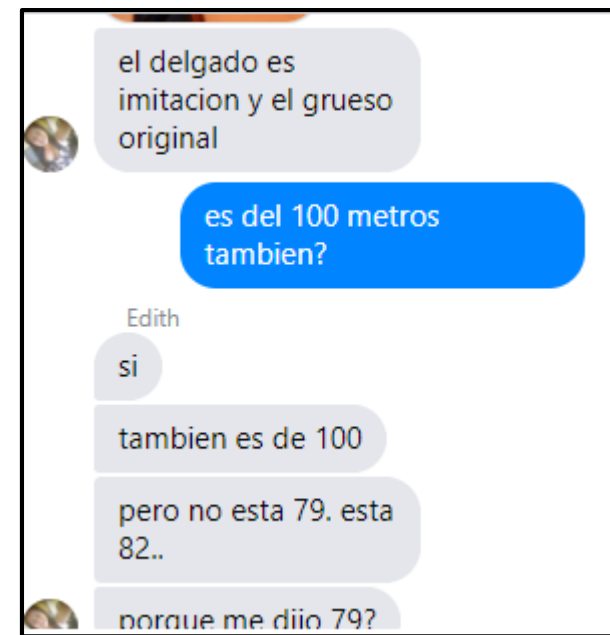 el delgado es
imitacion y el grueso
original
es del 100 metros
tambien?
Edith
si
tambien es de 100
pero no esta 79. esta
82..
porque me dijo 79?